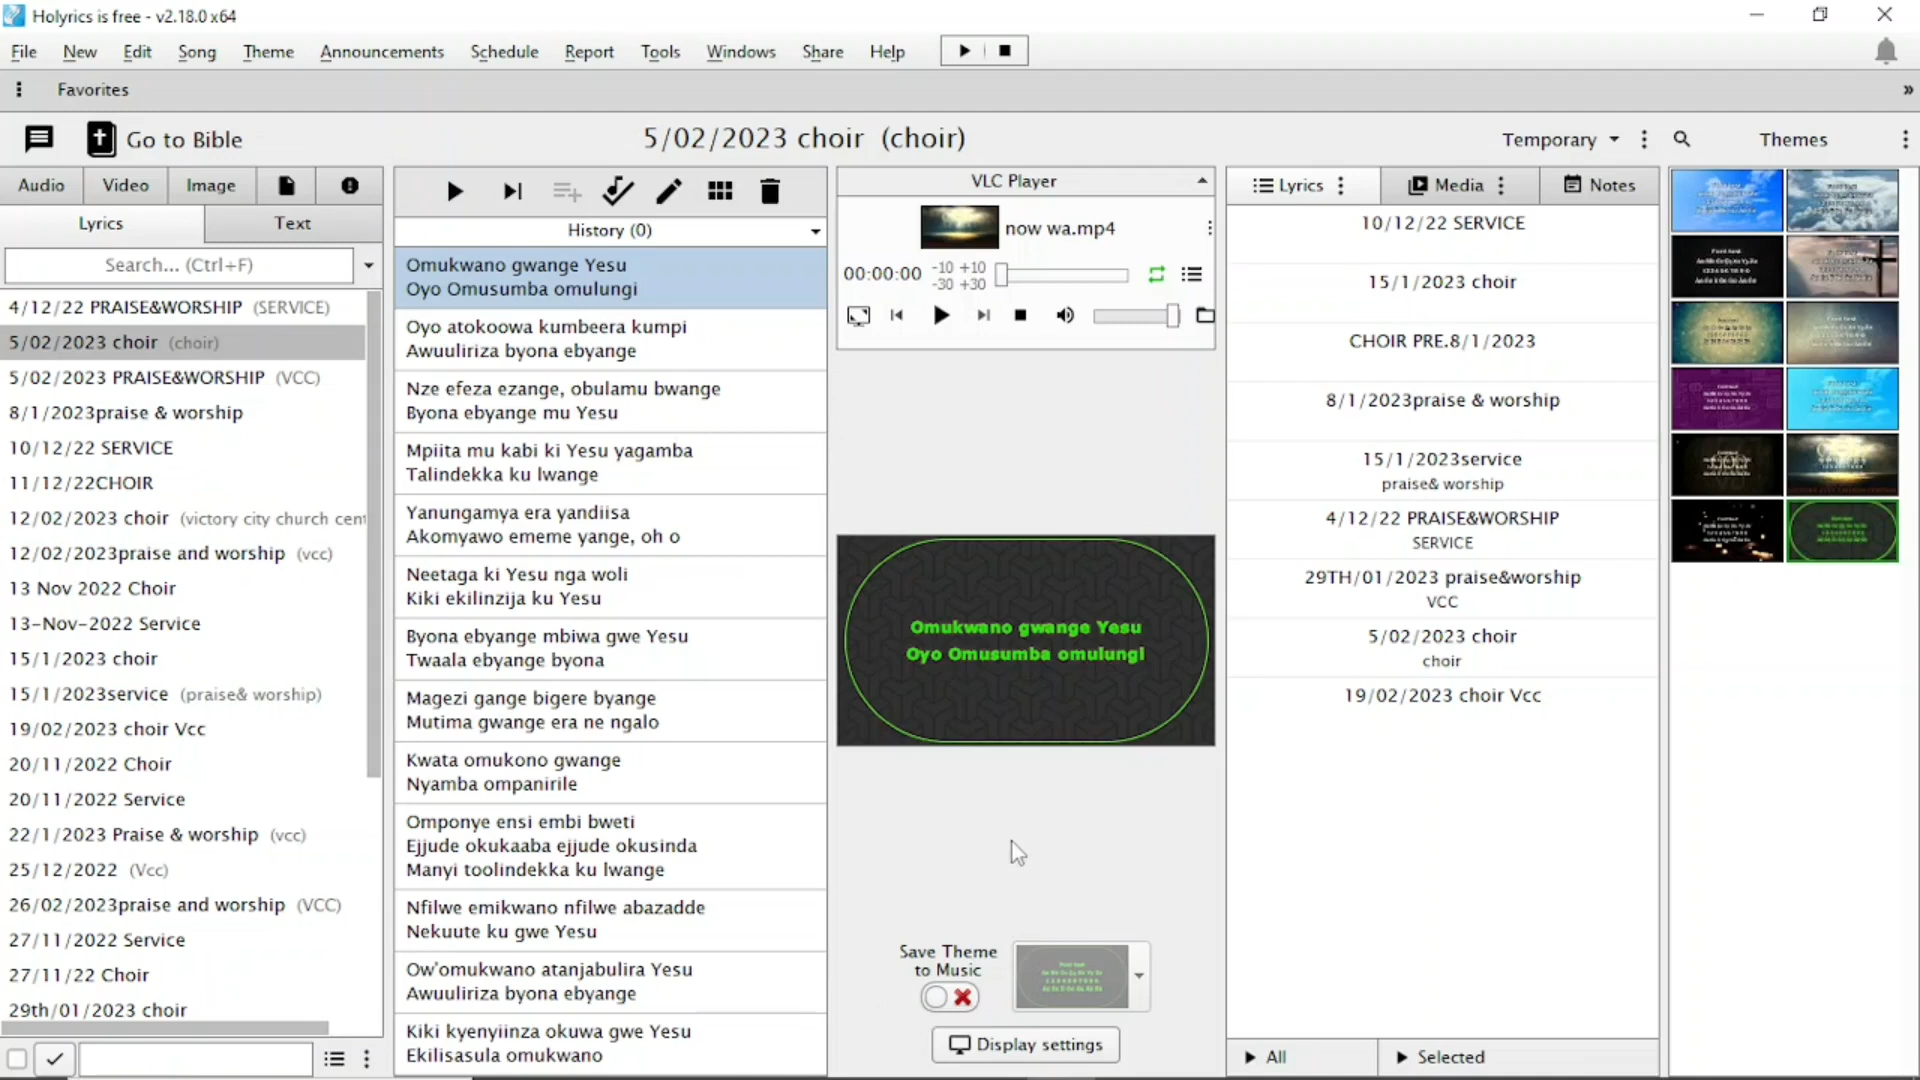 Holyrics is free - v2.18.0 x64
File New Edit Song Theme Announcements Schedule Report Tools Windows Share Help
Favorites
Go to Bible
5/02/2023 choir (choir)
Temporary
Themes
Audio Video Image
Lyrics Text
Search... (Ctrl+F)
4/12/22 PRAISE&WORSHIP (SERVICE)
5/02/2023 choir (choir)
5/02/2023 PRAISE&WORSHIP (VCC)
8/1/2023praise & worship
10/12/22 SERVICE
11/12/22CHOIR
12/02/2023 choir (victory city church cent
12/02/2023praise and worship (vcc)
13 Nov 2022 Choir
13-Nov-2022 Service
15/1/2023 choir
15/1/2023service (praise& worship)
19/02/2023 choir Vcc
20/11/2022 Choir
20/11/2022 Service
22/1/2023 Praise & worship (vcc)
25/12/2022 (Vcc)
26/02/2023praise and worship (VCC)
27/11/2022 Service
27/11/22 Choir
29th/01/2023 choir
History (0)
Omukwano gwange Yesu
Oyo Omusumba omulungi
Oyo atokoowa kumbeera kumpi
Awuuliriza byona ebyange
Nze efeza ezange, obulamu bwange
Byona ebyange mu Yesu
Mpiita mu kabi ki Yesu yagamba
Talindekka ku lwange
Yanungamya era yandiisa
Akomyawo ememe yange, oh o
Neetaga ki Yesu nga woli
Kiki ekilinzija ku Yesu
Byona ebyange mbiwa gwe Yesu
Twaala ebyange byona
Magezi gange bigere byange
Mutima gwange era ne ngalo
Kwata omukono gwange
Nyamba ompanirile
Omponye ensi embi bweti
Ejjude okukaaba ejjude okusinda
Manyi toolindekka ku lwange
Nfilwe emikwano nfilwe abazadde
Nekuute ku gwe Yesu
Ow'omukwano atanjabulira Yesu
Awuuliriza byona ebyange
Kiki kyenyiinza okuwa gwe Yesu
Ekilisasula omukwano
VLC Player
now wa.mp4
00:00:00
-10 +10
-30 +30
Omukwano gwange Yesu
Oyo Omusumba omulungi
Save Theme
to Music
Display settings
Lyrics Media Notes
10/12/22 SERVICE
15/1/2023 choir
CHOIR PRE.8/1/2023
8/1/2023praise & worship
15/1/2023service
praise& worship
4/12/22 PRAISE&WORSHIP
SERVICE
29TH/01/2023 praise&worship
VCC
5/02/2023 choir
choir
19/02/2023 choir Vcc
All
Selected